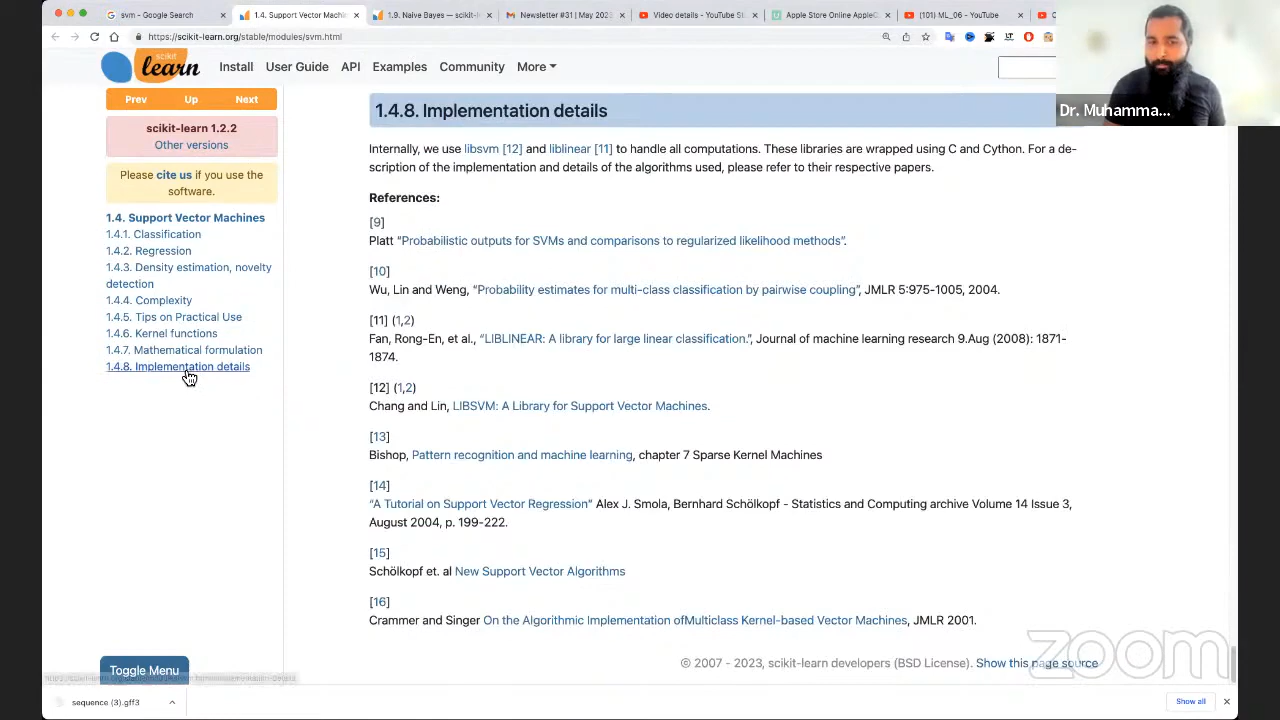 svm - Google Search
1.4. Support Vector Machines
1.9. Naive Bayes — scikit-l
Newsletter #31 | May 2023
Video details - YouTube St
Apple Store Online AppleC
(101) ML_06 - YouTube
https://scikit-learn.org/stable/modules/svm.html
scikit
learn
Install
User Guide
API
Examples
Community
More
Dr. Muhamma...
Prev
Up
Next
scikit-learn 1.2.2
Other versions
Please cite us if you use the
software.
1.4. Support Vector Machines
1.4.1. Classification
1.4.2. Regression
1.4.3. Density estimation, novelty
detection
1.4.4. Complexity
1.4.5. Tips on Practical Use
1.4.6. Kernel functions
1.4.7. Mathematical formulation
1.4.8. Implementation details
1.4.8. Implementation details
Internally, we use libsvm [12] and liblinear [11] to handle all computations. These libraries are wrapped using C and Cython. For a de-
scription of the implementation and details of the algorithms used, please refer to their respective papers.
References:
[9]
Platt “Probabilistic outputs for SVMs and comparisons to regularized likelihood methods”.
[10]
Wu, Lin and Weng, “Probability estimates for multi-class classification by pairwise coupling”, JMLR 5:975-1005, 2004.
[11] (1,2)
Fan, Rong-En, et al., “LIBLINEAR: A library for large linear classification.”, Journal of machine learning research 9.Aug (2008): 1871-
1874.
[12] (1,2)
Chang and Lin, LIBSVM: A Library for Support Vector Machines.
[13]
Bishop, Pattern recognition and machine learning, chapter 7 Sparse Kernel Machines
[14]
“A Tutorial on Support Vector Regression” Alex J. Smola, Bernhard Schölkopf - Statistics and Computing archive Volume 14 Issue 3,
August 2004, p. 199-222.
[15]
Schölkopf et. al New Support Vector Algorithms
[16]
Crammer and Singer On the Algorithmic Implementation ofMulticlass Kernel-based Vector Machines, JMLR 2001.
© 2007 - 2023, scikit-learn developers (BSD License). Show this page source
zoom
Toggle Menu
sequence (3).gff3
Show all